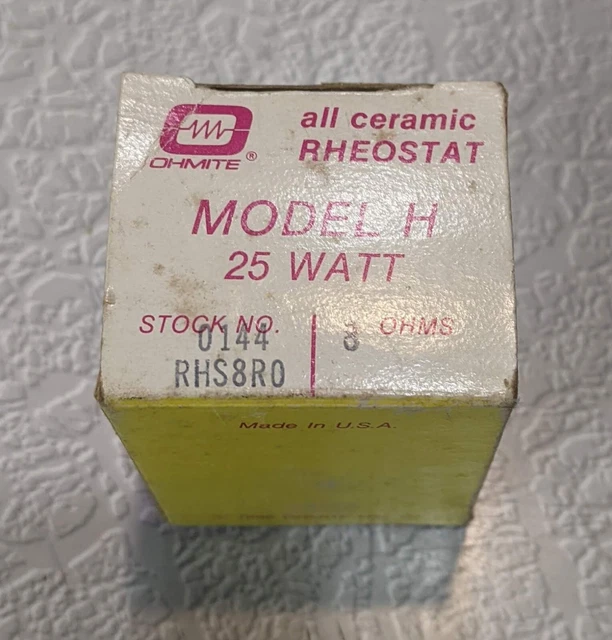 all ceramic
OHMITE® RHEOSTAT
MODEL H
25 WATT
STOCK NO. OHMS
0144 8
RHS8R0
Made In U.S.A.